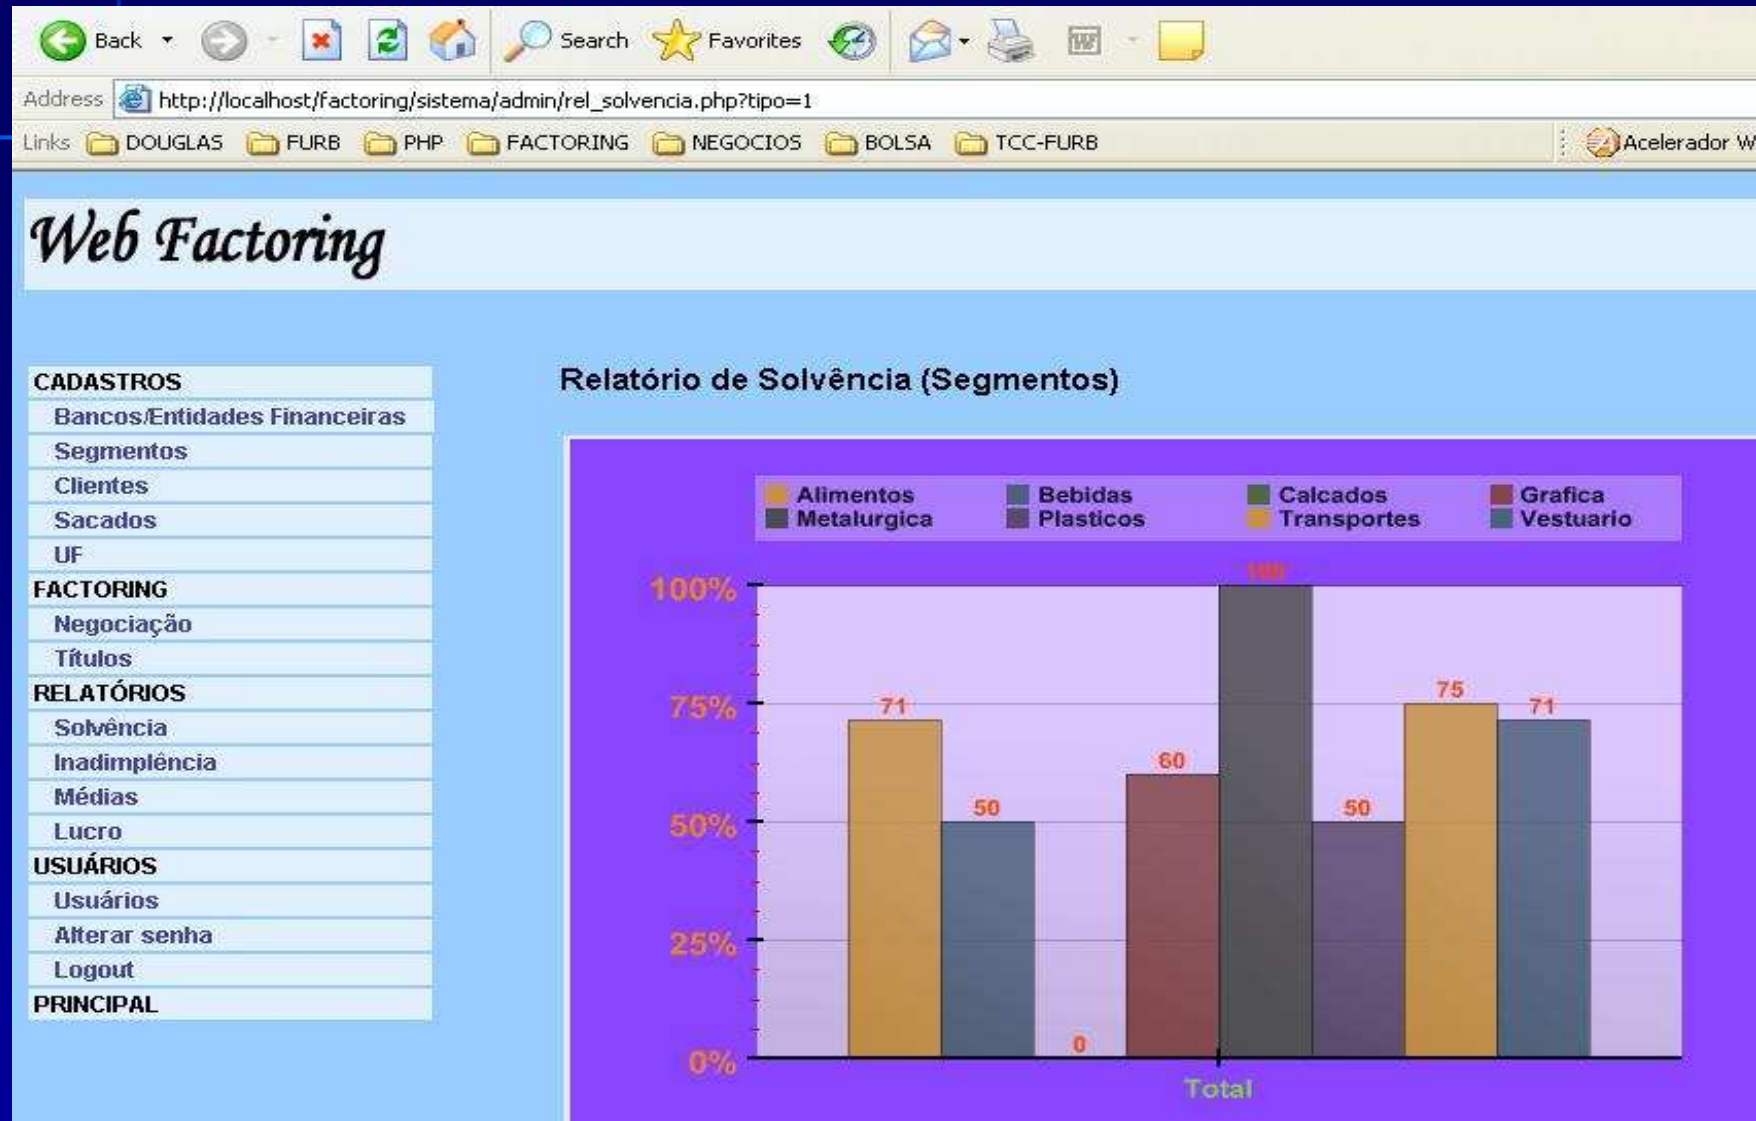 Back Search Favorites
Address http://localhost/factoring/sistema/admin/rel_solvencia.php?tipo=1
Links DOUGLAS FURB PHP FACTORING NEGOCIOS BOLSA TCC-FURB Acelerador W
Web Factoring
CADASTROS
Bancos/Entidades Financeiras
Segmentos
Clientes
Sacados
UF
FACTORING
Negociação
Títulos
RELATÓRIOS
Solvência
Inadimplência
Médias
Lucro
USUÁRIOS
Usuários
Alterar senha
Logout
PRINCIPAL
Relatório de Solvência (Segmentos)
Alimentos Bebidas Calcados Grafica
Metalurgica Plasticos Transportes Vestuario
100%
75%
50%
25%
0%
71
50
0
60
100
50
75
71
Total